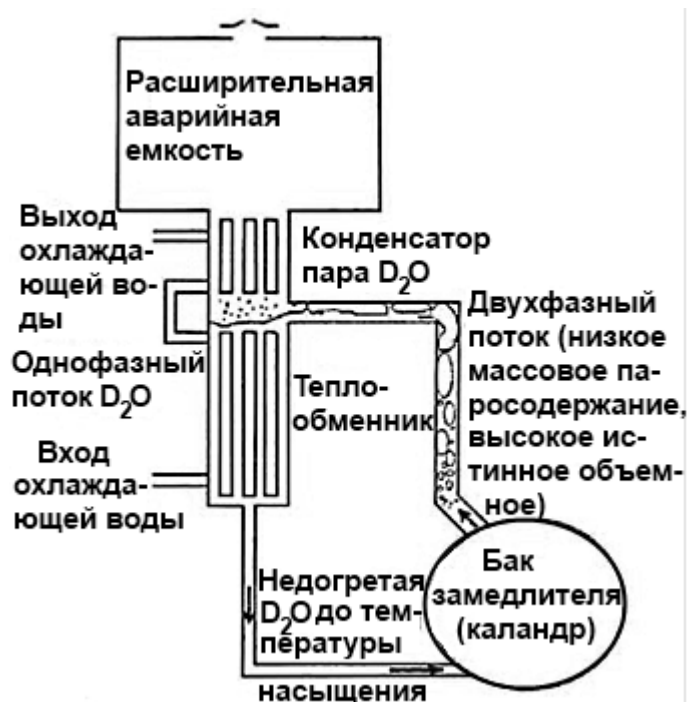 Расширительная
аварийная
емкость
Выход
охлажда-
ющей во-
ды
Конденсатор
пара D₂O
Двухфазный
поток (низкое
массовое па-
росодержание,
высокое ис-
тинное объем-
ное)
Однофазный
поток D₂O
Тепло-
обменник
Вход
охлажда-
ющей воды
Недогретая
D₂O до тем-
пературы
насыщения
Бак
замедлителя
(каландр)